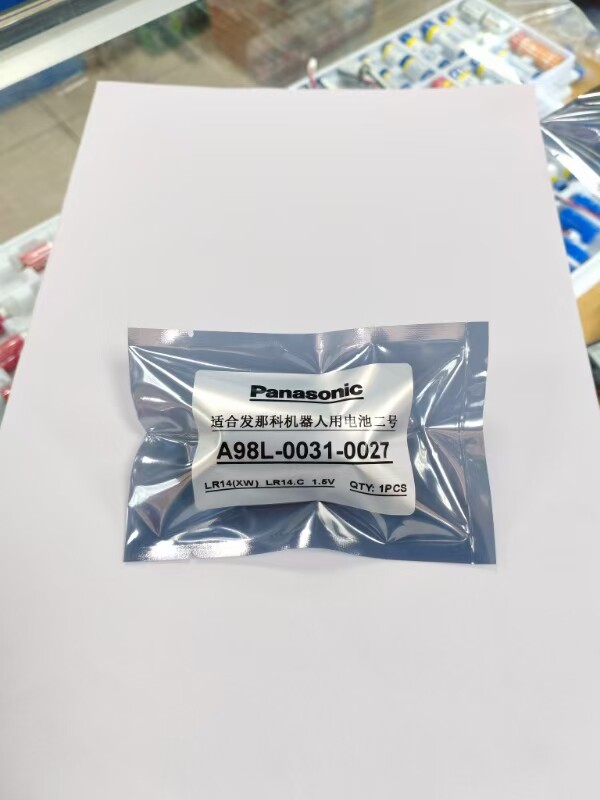 Panasonic
适合发那科机器人用电池二号
A98L-0031-0027
LR14(XW) LR14.C 1.5V QTY: 1PCS